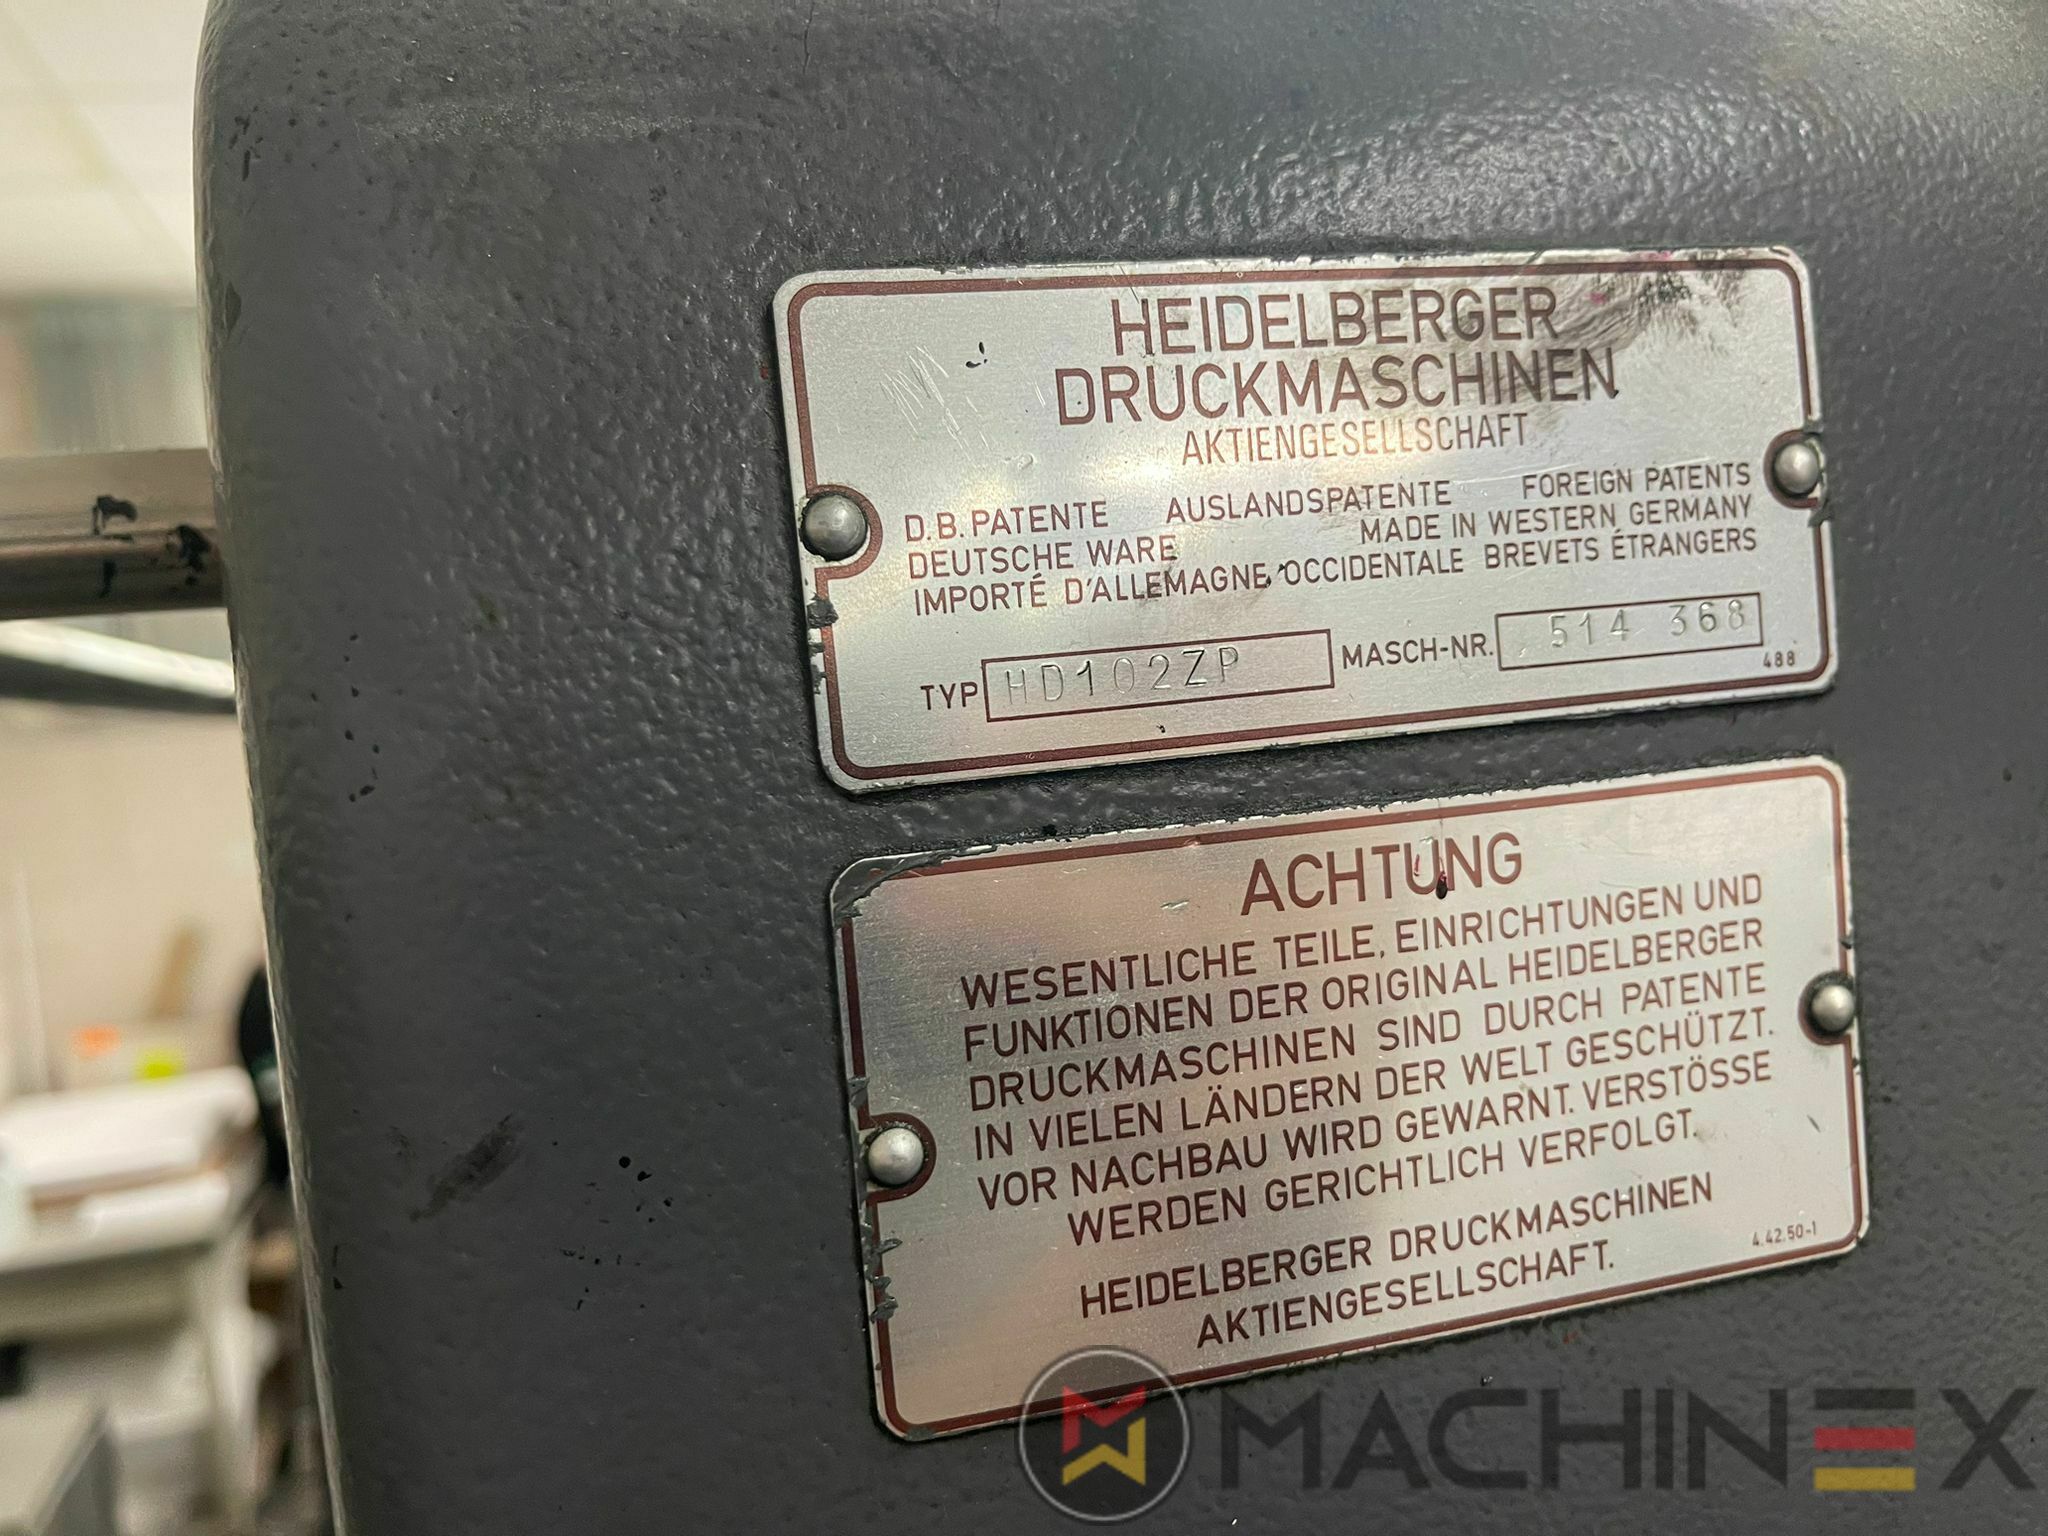 HEIDELBERGER
DRUCKMASCHINEN
AKTIENGESELLSCHAFT
D.B. PATENTE AUSLANDSPATENTE FOREIGN PATENTS
DEUTSCHE WARE MADE IN WESTERN GERMANY
IMPORTÉ D'ALLEMAGNE OCCIDENTALE BREVETS ÉTRANGERS
TYP HD102ZP MASCH-NR. 514 368
488
ACHTUNG
WESENTLICHE TEILE, EINRICHTUNGEN UND
FUNKTIONEN DER ORIGINAL HEIDELBERGER
DRUCKMASCHINEN SIND DURCH PATENTE
IN VIELEN LÄNDERN DER WELT GESCHÜTZT.
VOR NACHBAU WIRD GEWARNT. VERSTÖSSE
WERDEN GERICHTLICH VERFOLGT.
HEIDELBERGER DRUCKMASCHINEN
AKTIENGESELLSCHAFT.
4.42.50-1
MACHINEX